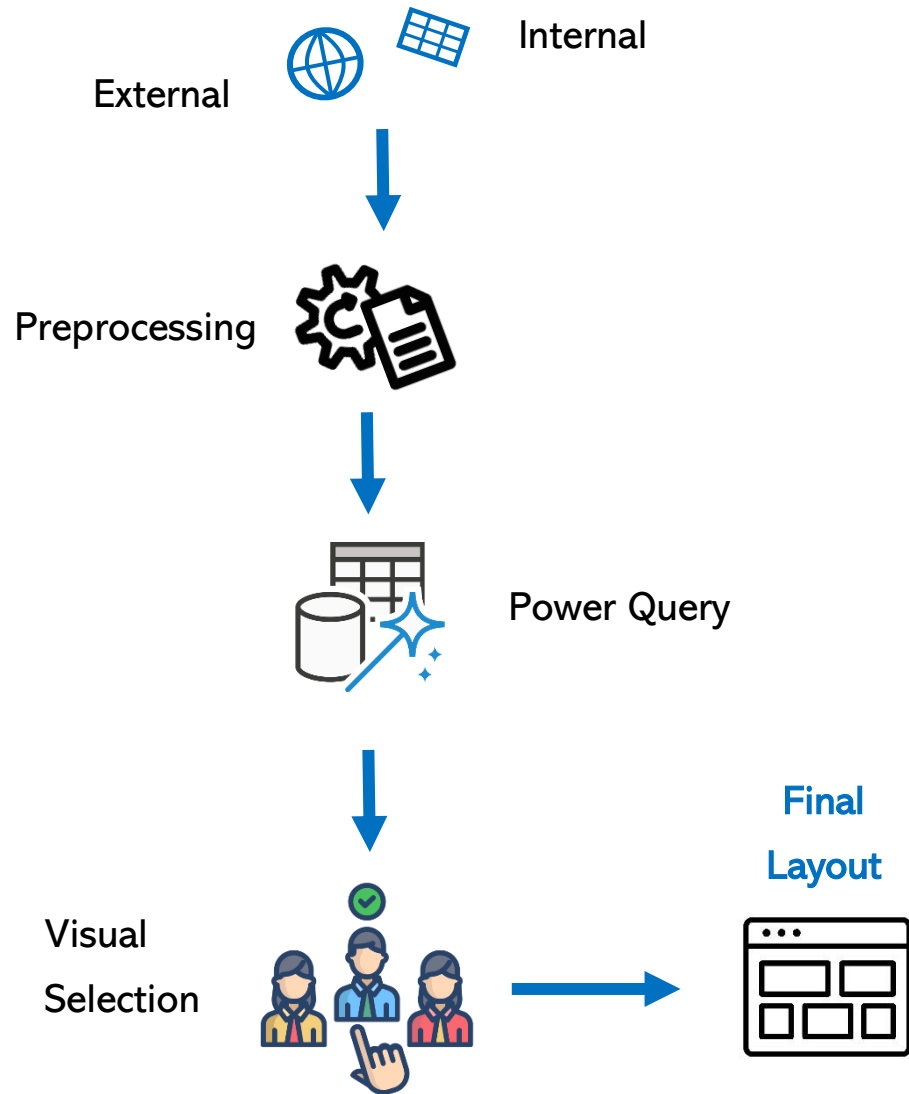 Internal
External
Preprocessing
Power Query
Final
Layout
Visual
Selection